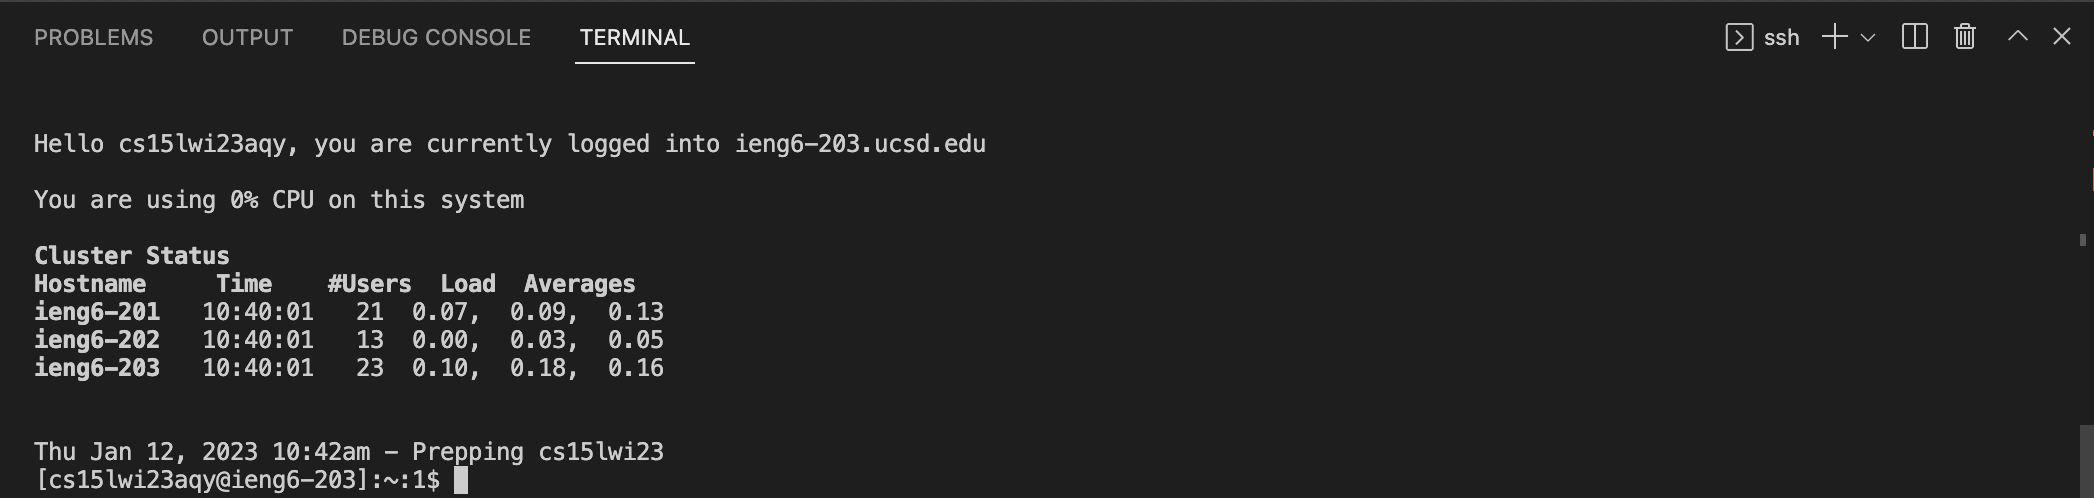 PROBLEMS OUTPUT DEBUG CONSOLE TERMINAL ssh
Hello cs15lwi23aqy, you are currently logged into ieng6-203.ucsd.edu
You are using 0% CPU on this system
Cluster Status
Hostname Time #Users Load Averages
ieng6-201 10:40:01 21 0.07, 0.09, 0.13
ieng6-202 10:40:01 13 0.00, 0.03, 0.05
ieng6-203 10:40:01 23 0.10, 0.18, 0.16
Thu Jan 12, 2023 10:42am - Prepping cs15lwi23
[cs15lwi23aqy@ieng6-203]:~:1$